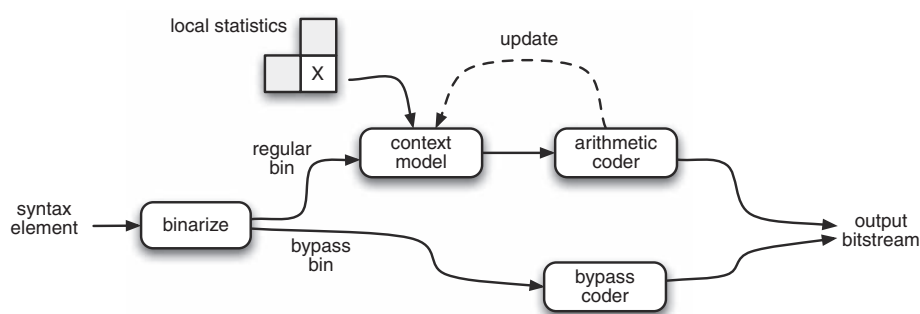 local statistics
X
update
context
model
arithmetic
coder
regular
bin
syntax
element
binarize
bypass
bin
bypass
coder
output
bitstream